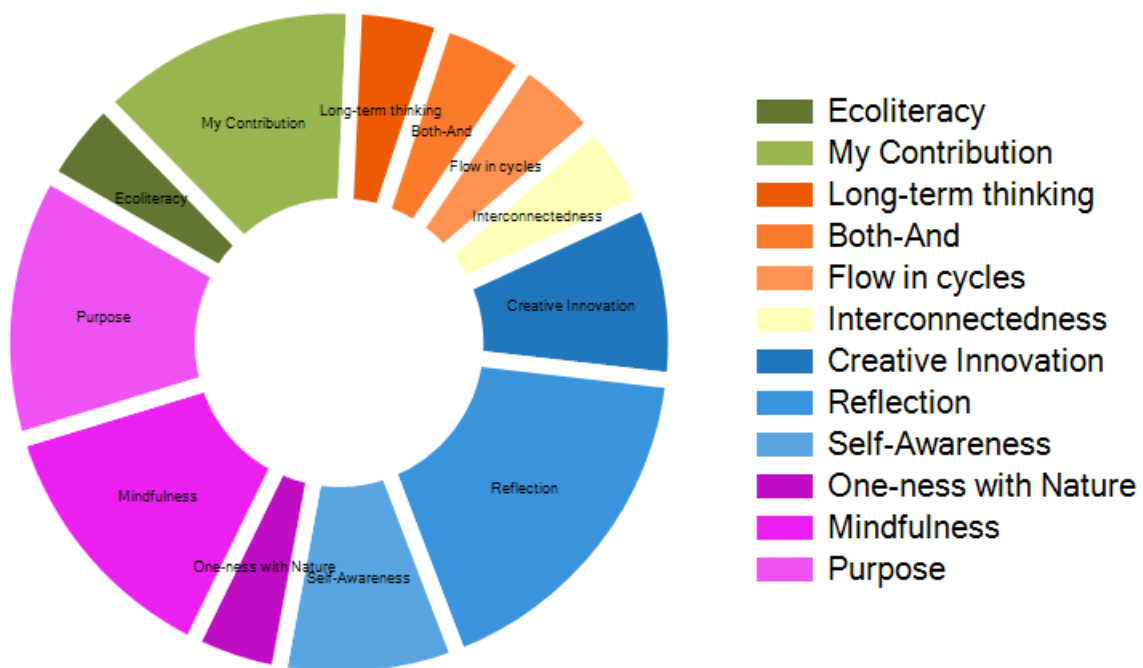 My Contribution
Long-term thinking
Both-And
Flow in cycles
Interconnectedness
Ecoliteracy
Creative Innovation
Purpose
Reflection
Mindfulness
One-ness with Nature
Self-Awareness
Ecoliteracy
My Contribution
Long-term thinking
Both-And
Flow in cycles
Interconnectedness
Creative Innovation
Reflection
Self-Awareness
One-ness with Nature
Mindfulness
Purpose